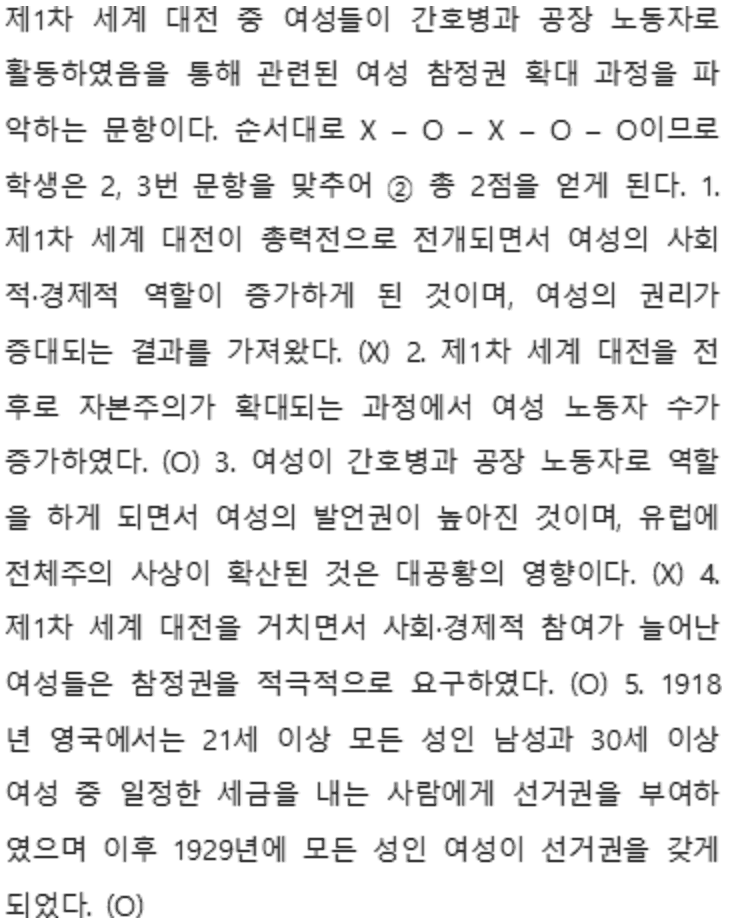 제1차 세계 대전 중 여성들이 간호병과 공장 노동자로
활동하였음을 통해 관련된 여성 참정권 확대 과정을 파
악하는 문항이다. 순서대로 X – O – X – O – O이므로
학생은 2, 3번 문항을 맞추어 ② 총 2점을 얻게 된다. 1.
제1차 세계 대전이 총력전으로 전개되면서 여성의 사회
적·경제적 역할이 증가하게 된 것이며, 여성의 권리가
증대되는 결과를 가져왔다. (X) 2. 제1차 세계 대전을 전
후로 자본주의가 확대되는 과정에서 여성 노동자 수가
증가하였다. (O) 3. 여성이 간호병과 공장 노동자로 역할
을 하게 되면서 여성의 발언권이 높아진 것이며, 유럽에
전체주의 사상이 확산된 것은 대공황의 영향이다. (X) 4.
제1차 세계 대전을 거치면서 사회·경제적 참여가 늘어난
여성들은 참정권을 적극적으로 요구하였다. (O) 5. 1918
년 영국에서는 21세 이상 모든 성인 남성과 30세 이상
여성 중 일정한 세금을 내는 사람에게 선거권을 부여하
였으며 이후 1929년에 모든 성인 여성이 선거권을 갖게
되었다. (O)